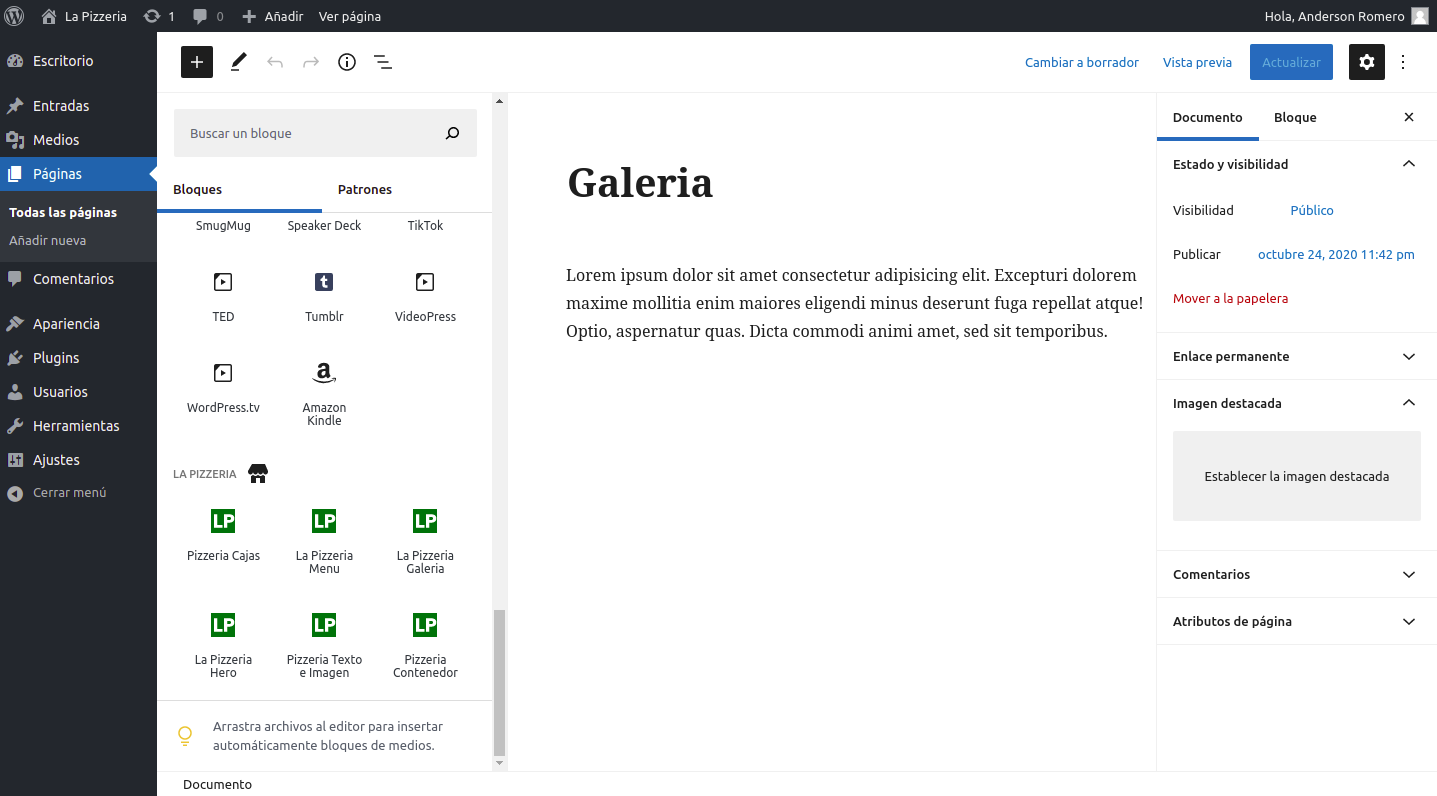 La Pizzeria 1 0 Añadir Ver página Hola, Anderson Romero
Escritorio
Entradas
Medios
Páginas
Todas las páginas
Añadir nueva
Comentarios
Apariencia
Plugins
Usuarios
Herramientas
Ajustes
Cerrar menú
Cambiar a borrador Vista previa Actualizar
Buscar un bloque
Bloques Patrones
SmugMug Speaker Deck TikTok
t
TED Tumblr VideoPress
a
WordPress.tv Amazon
Kindle
LA PIZZERIA
LP LP LP
Pizzeria Cajas La Pizzeria La Pizzeria
Menu Galeria
LP LP LP
La Pizzeria Pizzeria Texto Pizzeria
Hero e Imagen Contenedor
Arrastra archivos al editor para insertar
automáticamente bloques de medios.
Documento
Galeria
Lorem ipsum dolor sit amet consectetur adipisicing elit. Excepturi dolorem
maxime mollitia enim maiores eligendi minus deserunt fuga repellat atque!
Optio, aspernatur quas. Dicta commodi animi amet, sed sit temporibus.
Documento Bloque
Estado y visibilidad
Visibilidad Público
Publicar octubre 24, 2020 11:42 pm
Mover a la papelera
Enlace permanente
Imagen destacada
Establecer la imagen destacada
Comentarios
Atributos de página